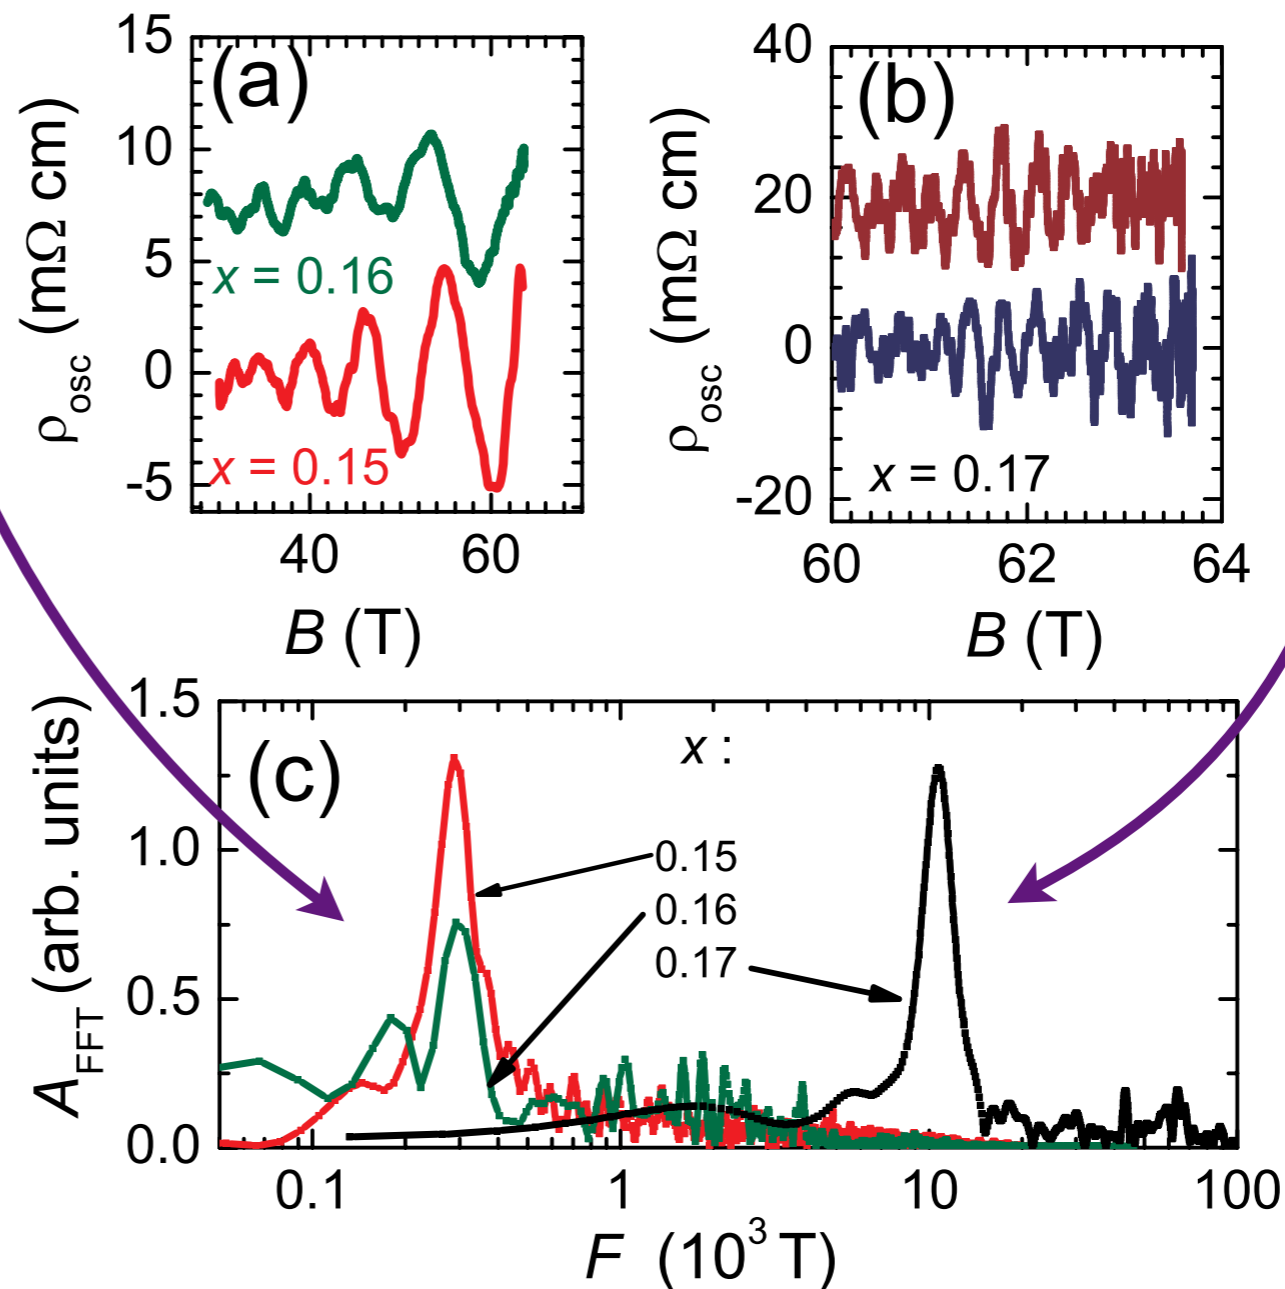 (a)
15
10
5
0
-5
ρosc (mΩ cm)
x = 0.16
x = 0.15
40 60
B (T)
(b)
40
20
0
-20
ρosc (mΩ cm)
x = 0.17
60 62 64
B (T)
(c)
1.5
1.0
0.5
0.0
AFFT (arb. units)
x :
0.15
0.16
0.17
0.1 1 10 100
F (10³ T)